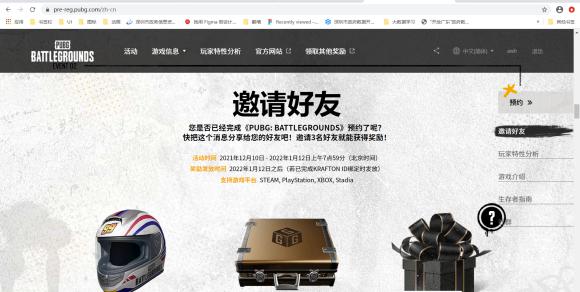 pre-reg.pubg.com/zh-cn
应用
UI
图标
Recently viewed –...
大数据学习
PUBG
BATTLEGROUNDS
活动
游戏信息
玩家特性分析
官方网站
领取其他奖励
中文(简体)
EVENT 02
邀请好友
您是否已经完成《PUBG: BATTLEGROUNDS》预约了呢?
快把这个消息分享给您的好友吧! 邀请3名好友就能获得奖励!
活动时间 2021年12月10日 - 2022年1月12日上午7点59分 (北京时间)
奖励发放时间 2022年1月12日之后 (若已完成KRAFTON ID绑定时发放)
支持游戏平台 STEAM, PlayStation, XBOX, Stadia
预约
邀请好友
玩家特性分析
游戏介绍
生存者指南
群
?